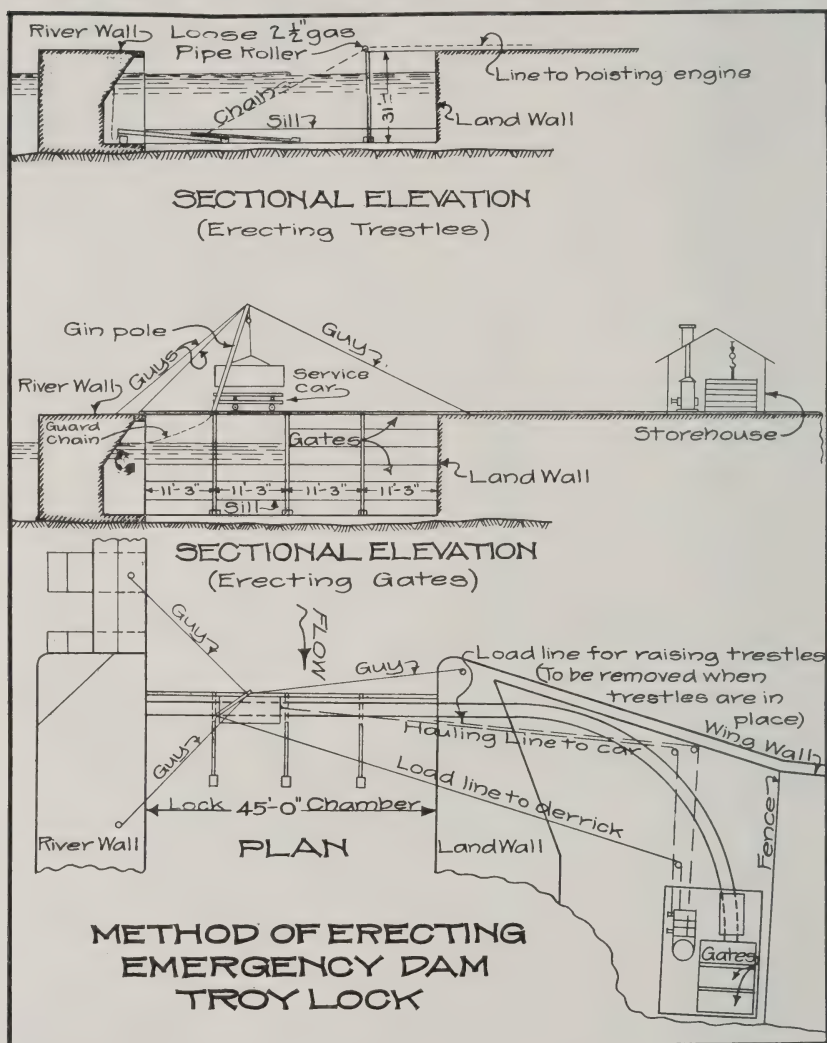 River Wall
Loose 2½" gas
Pipe Roller
Line to hoisting engine
Chain
31'
Sill
Land Wall
SECTIONAL ELEVATION
(Erecting Trestles)
Gin pole
Guys
Guy
Service
car
River Wall
Guard
Chain
Gates
Storehouse
Land Wall
11'-3" 11'-3" 11'-3" 11'-3"
Sill
SECTIONAL ELEVATION
(Erecting Gates)
Guy
FLOW
Guy
Load line for raising trestles
(To be removed when
trestles are in
place)
Wing Wall
Hauling Line to car
Guy
Load line to derrick
Lock 45'-0" Chamber
Fence
River Wall
PLAN
Land Wall
Gates
METHOD OF ERECTING
EMERGENCY DAM
TROY LOCK